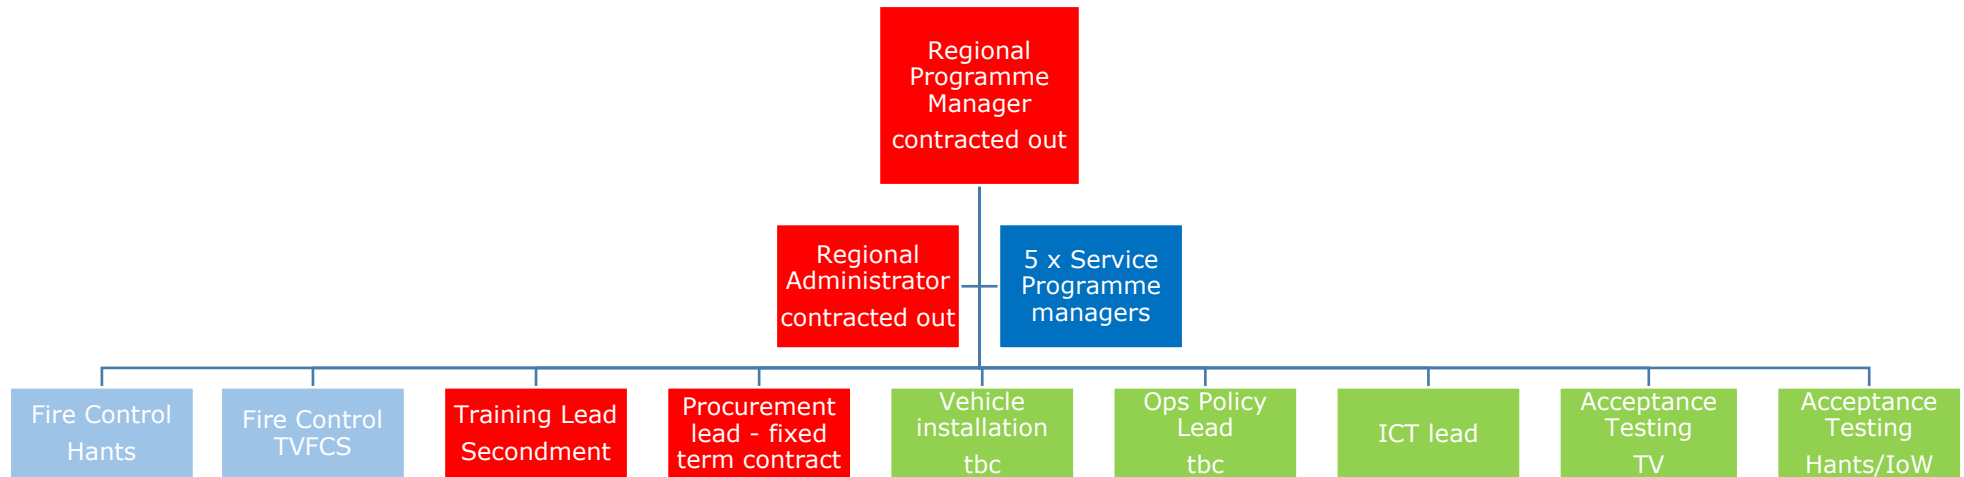 Regional
Programme
Manager
contracted out
Regional
Administrator
contracted out
5 x Service
Programme
managers
Fire Control
Hants
Fire Control
TVFCS
Training Lead
Secondment
Procurement
lead - fixed
term contract
Vehicle
installation
tbc
Ops Policy
Lead
tbc
ICT lead
Acceptance
Testing
TV
Acceptance
Testing
Hants/IoW